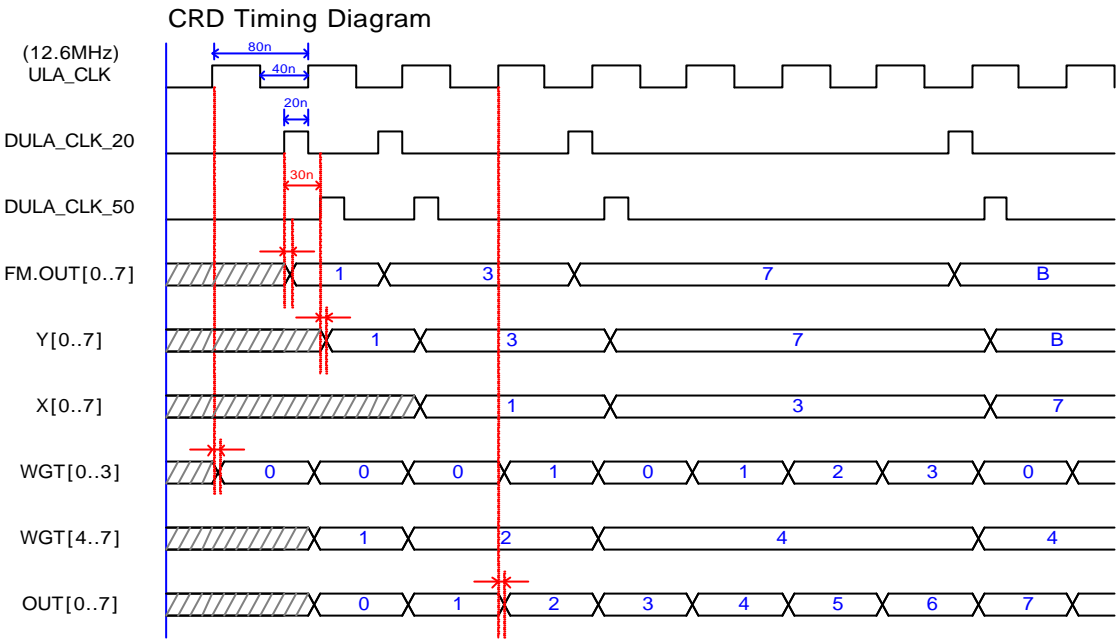 CRD Timing Diagram
(12.6MHz)
ULA_CLK
80n
40n
20n
DULA_CLK_20
30n
DULA_CLK_50
FM.OUT[0..7] 1 3 7 B
Y[0..7] 1 3 7 B
X[0..7] 1 3 7
WGT[0..3] 0 0 0 1 0 1 2 3 0
WGT[4..7] 1 2 4 4
OUT[0..7] 0 1 2 3 4 5 6 7